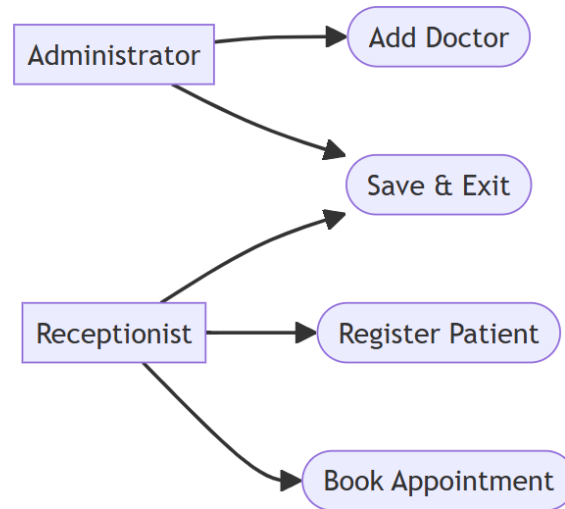 Administrator
Add Doctor
Save & Exit
Receptionist
Register Patient
Book Appointment